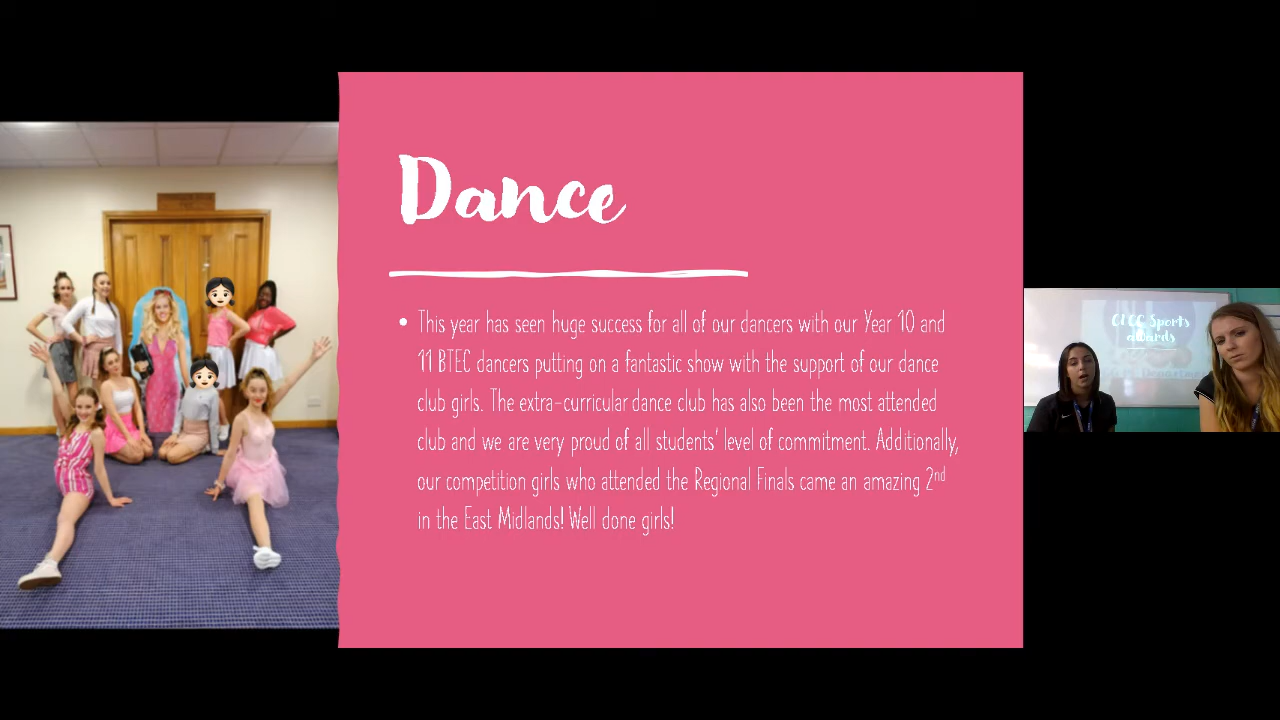 Dance
• This year has seen huge success for all of our dancers with our Year 10 and
11 BTEC dancers putting on a fantastic show with the support of our dance
club girls. The extra-curricular dance club has also been the most attended
club and we are very proud of all students' level of commitment. Additionally,
our competition girls who attended the Regional Finals came an amazing 2nd
in the East Midlands! Well done girls!
Sports
awards